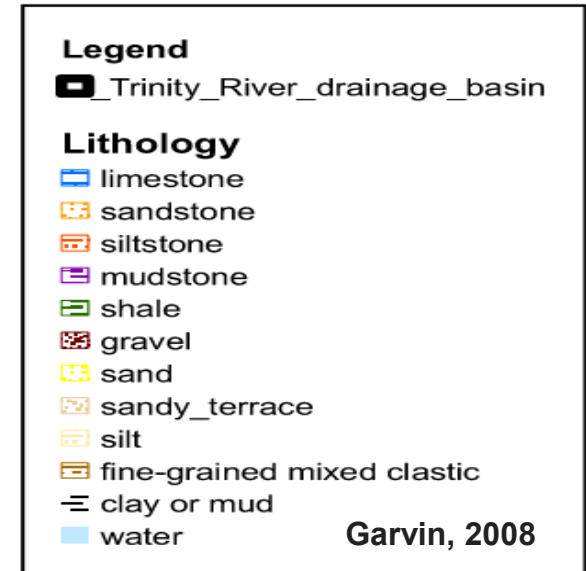 Legend
_Trinity_River_drainage_basin
Lithology
limestone
sandstone
siltstone
mudstone
shale
gravel
sand
sandy_terrace
silt
fine-grained mixed clastic
clay or mud
water
Garvin, 2008